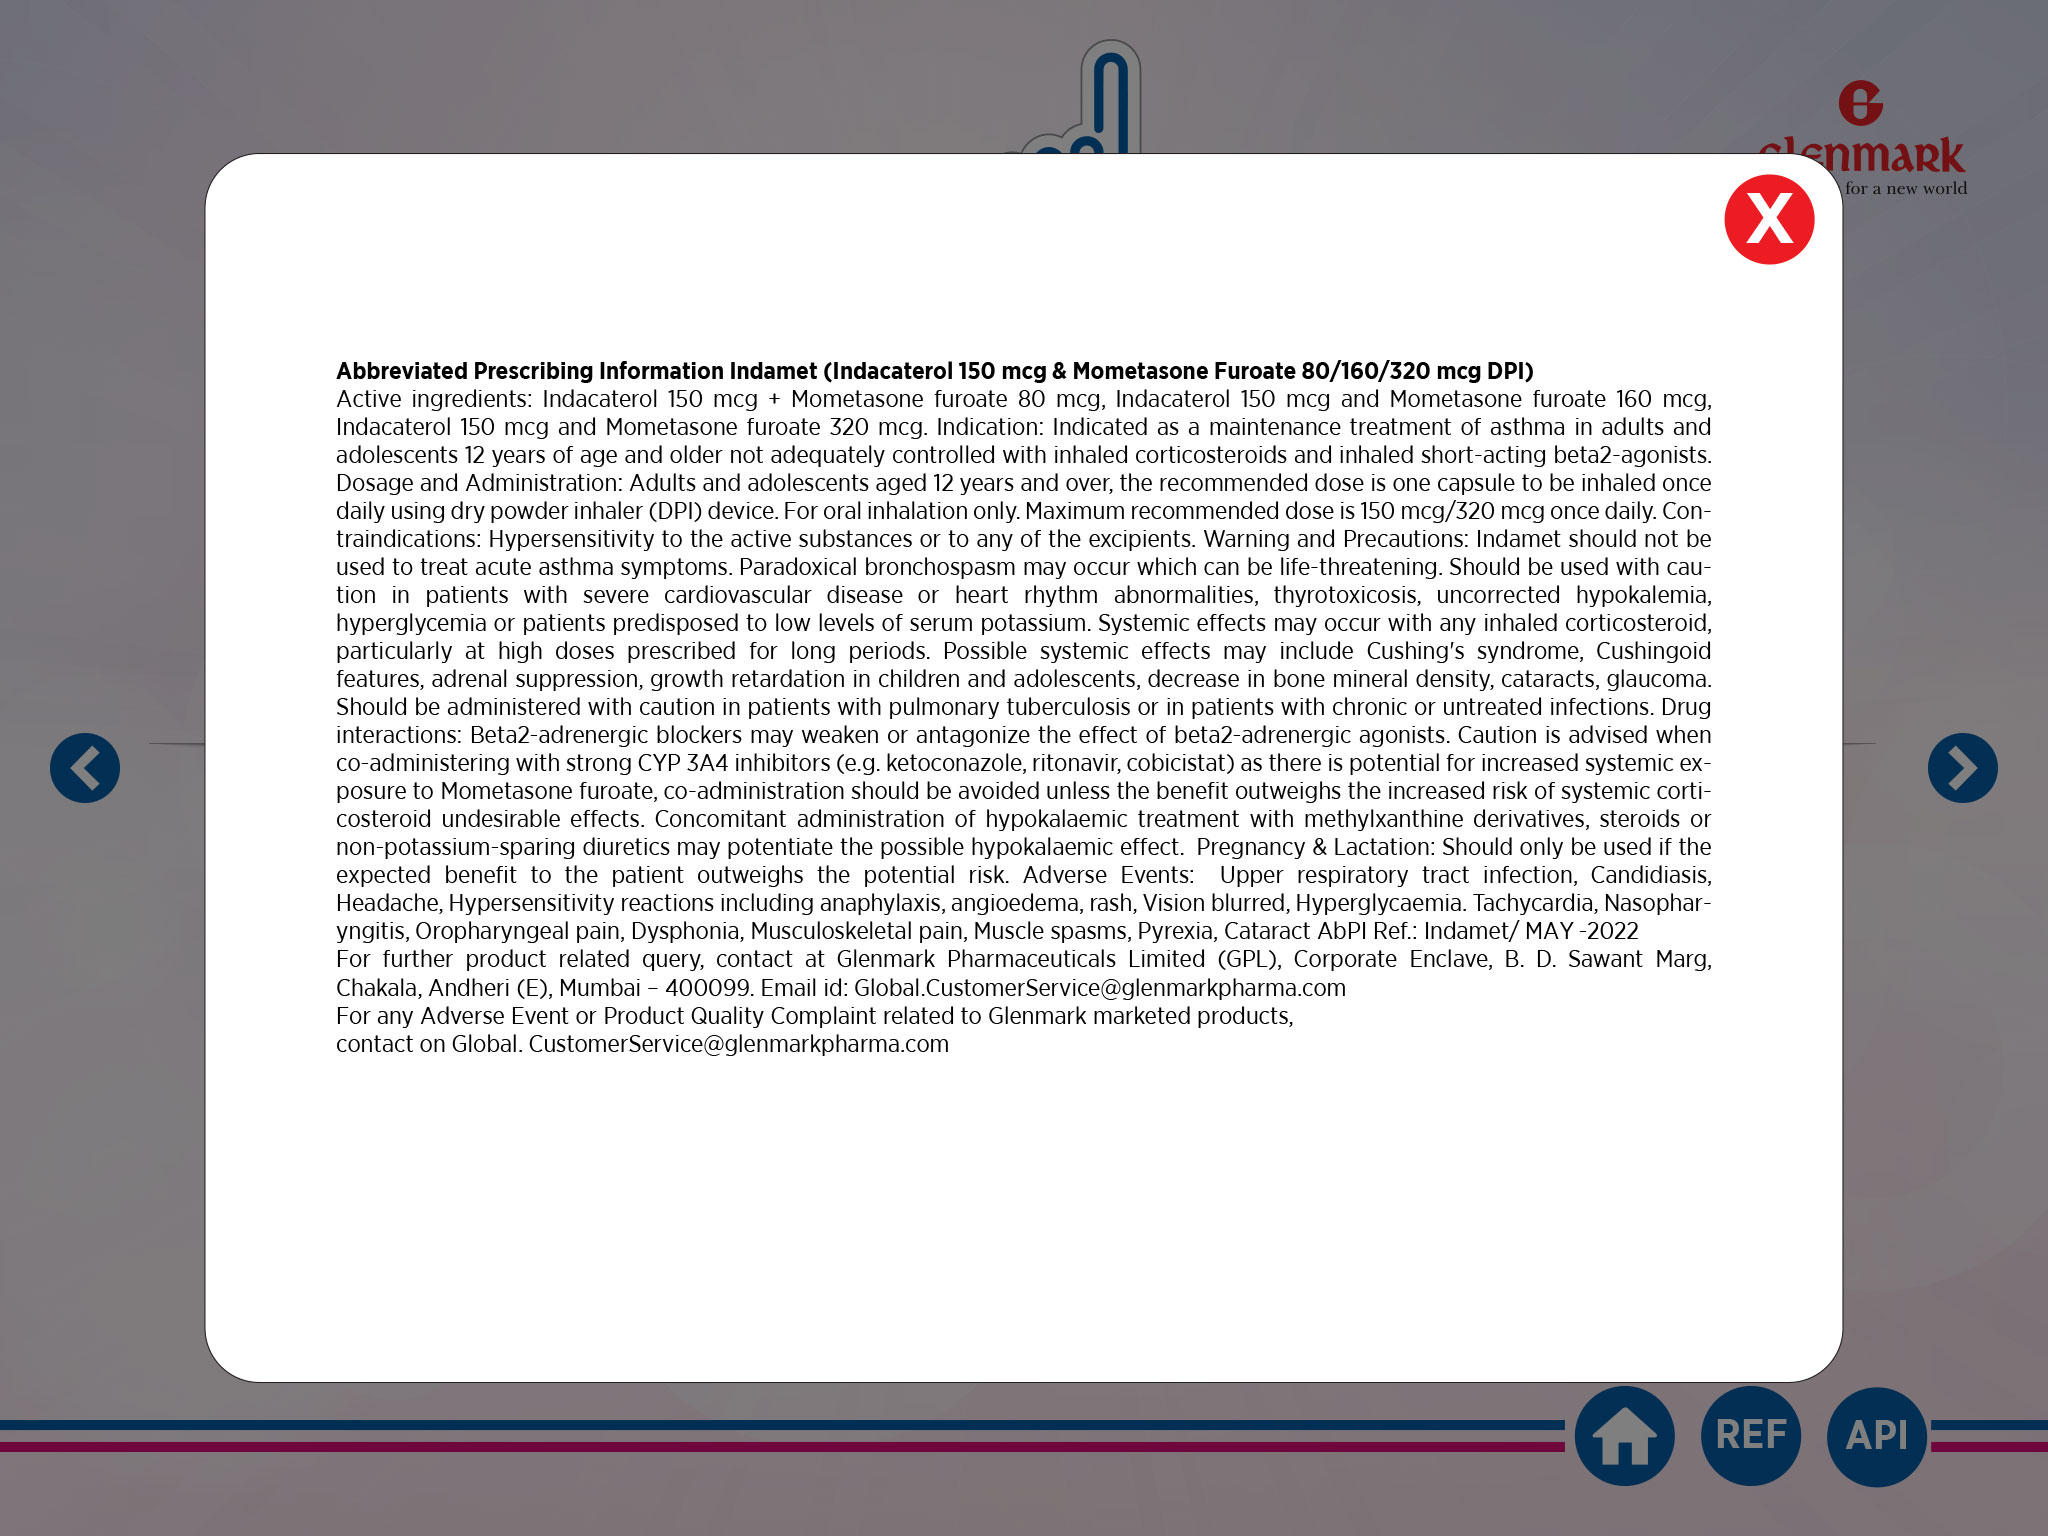 Glenmark
for a new world
X
Abbreviated Prescribing Information Indamet (Indacaterol 150 mcg & Mometasone Furoate 80/160/320 mcg DPI)
Active ingredients: Indacaterol 150 mcg + Mometasone furoate 80 mcg, Indacaterol 150 mcg and Mometasone furoate 160 mcg,
Indacaterol 150 mcg and Mometasone furoate 320 mcg. Indication: Indicated as a maintenance treatment of asthma in adults and
adolescents 12 years of age and older not adequately controlled with inhaled corticosteroids and inhaled short-acting beta2-agonists.
Dosage and Administration: Adults and adolescents aged 12 years and over, the recommended dose is one capsule to be inhaled once
daily using dry powder inhaler (DPI) device. For oral inhalation only. Maximum recommended dose is 150 mcg/320 mcg once daily. Con-
traindications: Hypersensitivity to the active substances or to any of the excipients. Warning and Precautions: Indamet should not be
used to treat acute asthma symptoms. Paradoxical bronchospasm may occur which can be life-threatening. Should be used with cau-
tion in patients with severe cardiovascular disease or heart rhythm abnormalities, thyrotoxicosis, uncorrected hypokalemia,
hyperglycemia or patients predisposed to low levels of serum potassium. Systemic effects may occur with any inhaled corticosteroid,
particularly at high doses prescribed for long periods. Possible systemic effects may include Cushing's syndrome, Cushingoid
features, adrenal suppression, growth retardation in children and adolescents, decrease in bone mineral density, cataracts, glaucoma.
Should be administered with caution in patients with pulmonary tuberculosis or in patients with chronic or untreated infections. Drug
interactions: Beta2-adrenergic blockers may weaken or antagonize the effect of beta2-adrenergic agonists. Caution is advised when
co-administering with strong CYP 3A4 inhibitors (e.g. ketoconazole, ritonavir, cobicistat) as there is potential for increased systemic ex-
posure to Mometasone furoate, co-administration should be avoided unless the benefit outweighs the increased risk of systemic corti-
costeroid undesirable effects. Concomitant administration of hypokalaemic treatment with methylxanthine derivatives, steroids or
non-potassium-sparing diuretics may potentiate the possible hypokalaemic effect. Pregnancy & Lactation: Should only be used if the
expected benefit to the patient outweighs the potential risk. Adverse Events: Upper respiratory tract infection, Candidiasis,
Headache, Hypersensitivity reactions including anaphylaxis, angioedema, rash, Vision blurred, Hyperglycaemia. Tachycardia, Nasophar-
yngitis, Oropharyngeal pain, Dysphonia, Musculoskeletal pain, Muscle spasms, Pyrexia, Cataract AbPI Ref.: Indamet/ MAY -2022
For further product related query, contact at Glenmark Pharmaceuticals Limited (GPL), Corporate Enclave, B. D. Sawant Marg,
Chakala, Andheri (E), Mumbai – 400099. Email id: Global.CustomerService@glenmarkpharma.com
For any Adverse Event or Product Quality Complaint related to Glenmark marketed products,
contact on Global. CustomerService@glenmarkpharma.com
REF
API